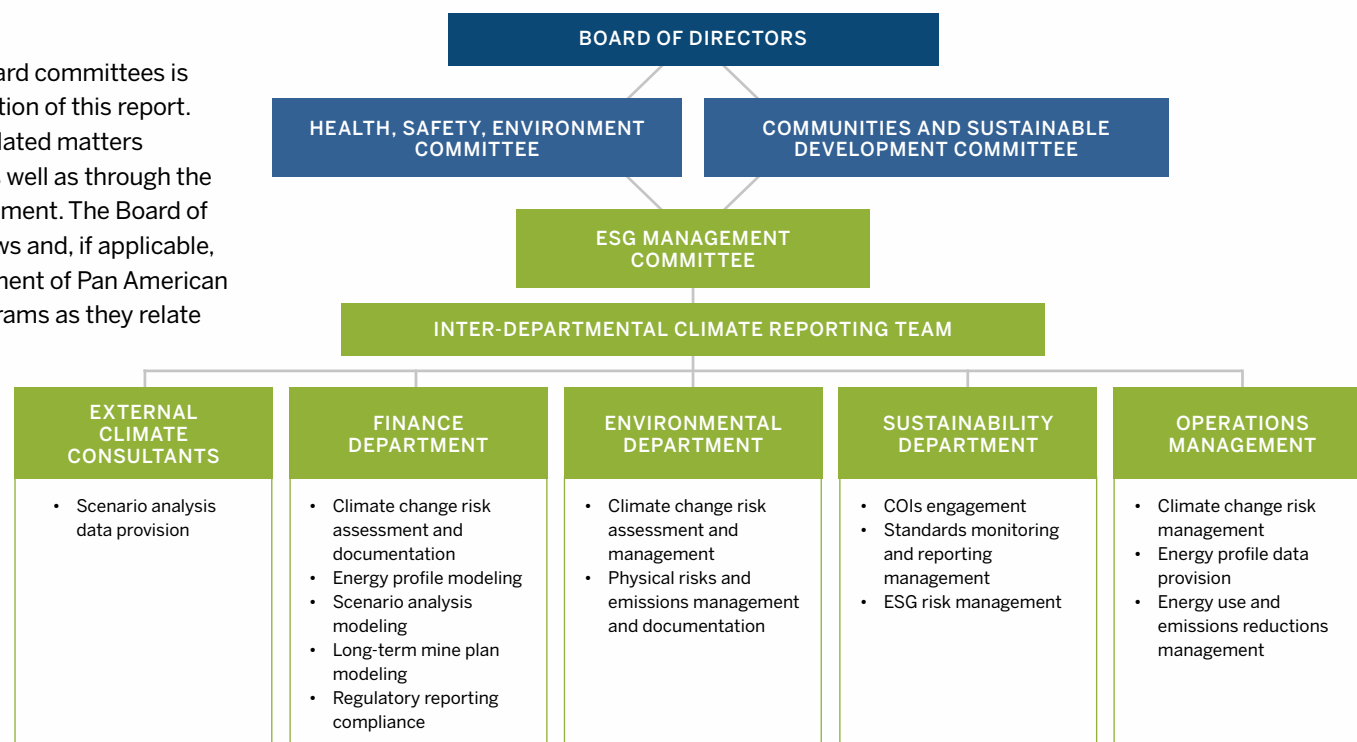 ard committees is
tion of this report.
lated matters
s well as through the
ment. The Board of
ws and, if applicable,
nent of Pan American
rams as they relate
BOARD OF DIRECTORS
HEALTH, SAFETY, ENVIRONMENT
COMMITTEE
COMMUNITIES AND SUSTAINABLE
DEVELOPMENT COMMITTEE
ESG MANAGEMENT
COMMITTEE
INTER-DEPARTMENTAL CLIMATE REPORTING TEAM
EXTERNAL
CLIMATE
CONSULTANTS
• Scenario analysis
data provision
FINANCE
DEPARTMENT
• Climate change risk
assessment and
documentation
• Energy profile modeling
• Scenario analysis
modeling
• Long-term mine plan
modeling
• Regulatory reporting
compliance
ENVIRONMENTAL
DEPARTMENT
• Climate change risk
assessment and
management
• Physical risks and
emissions management
and documentation
SUSTAINABILITY
DEPARTMENT
• COIs engagement
• Standards monitoring
and reporting
management
• ESG risk management
OPERATIONS
MANAGEMENT
• Climate change risk
management
• Energy profile data
provision
• Energy use and
emissions reductions
management